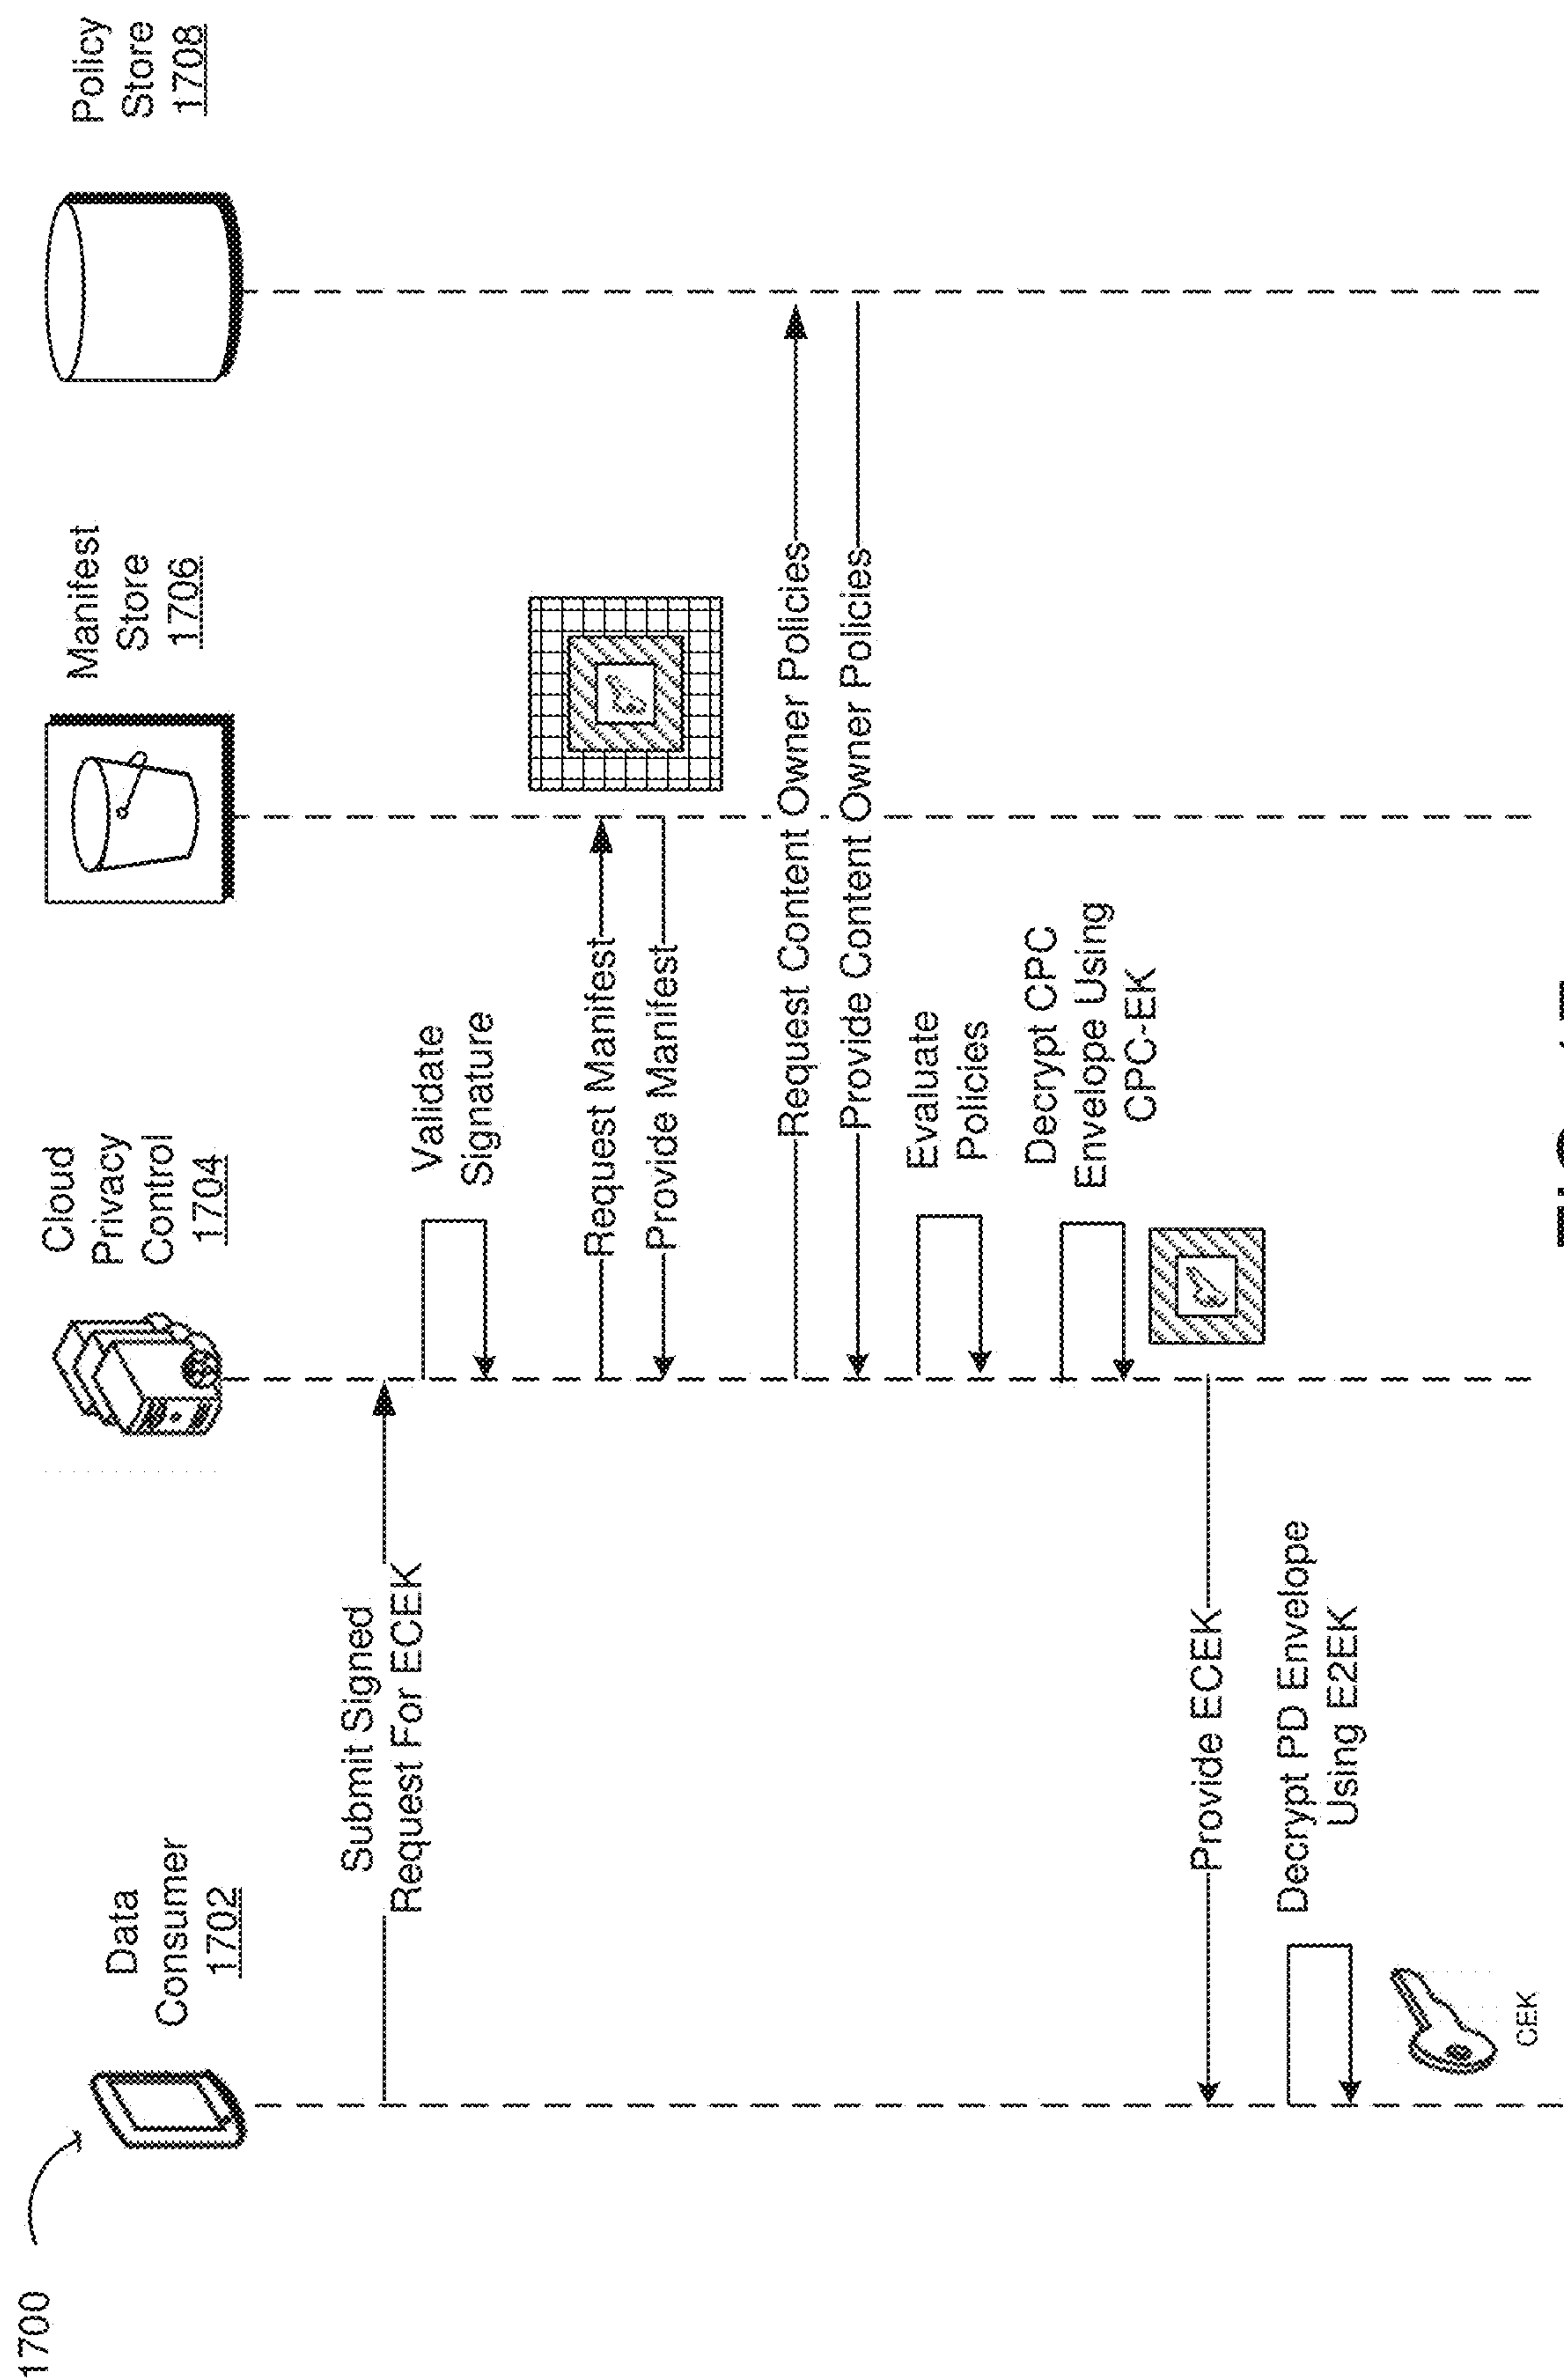 1700
Data
Consumer
1702
Cloud
Privacy
Control
1704
Manifest
Store
1706
Policy
Store
1708
Submit Signed
Request For ECEK
Validate
Signature
Request Manifest
Provide Manifest
Request Content Owner Policies
Provide Content Owner Policies
Evaluate
Policies
Decrypt CPC
Envelope Using
CPC-EK
Provide ECEK
Decrypt PD Envelope
Using E2EK
CEK